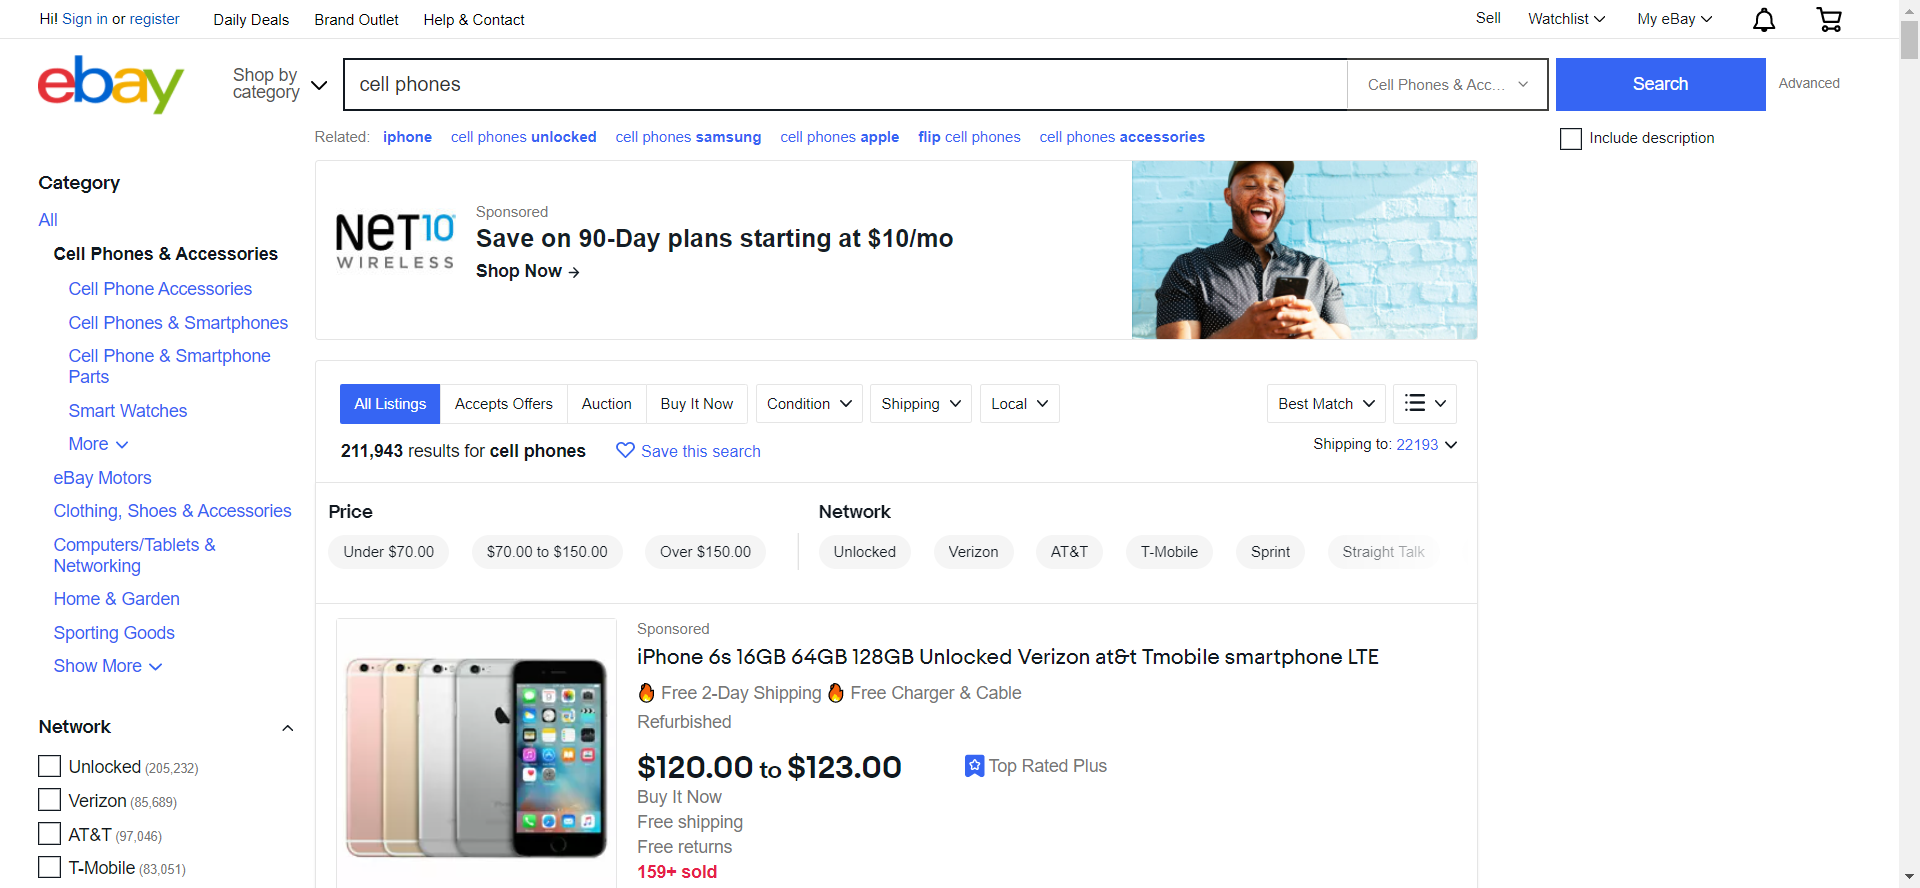 Hi! Sign in or register
Daily Deals
Brand Outlet
Help & Contact
Sell
Watchlist
My eBay
ebay
Shop by
category
cell phones
Cell Phones & Acc...
Search
Advanced
Related: iphone cell phones unlocked cell phones samsung cell phones apple flip cell phones cell phones accessories
Include description
Category
All
Cell Phones & Accessories
Cell Phone Accessories
Cell Phones & Smartphones
Cell Phone & Smartphone
Parts
Smart Watches
More
eBay Motors
Clothing, Shoes & Accessories
Computers/Tablets &
Networking
Home & Garden
Sporting Goods
Show More
Network
Unlocked (205,232)
Verizon (85,689)
AT&T (97,046)
T-Mobile (83,051)
NET10
WIRELESS
Sponsored
Save on 90-Day plans starting at $10/mo
Shop Now →
All Listings
Accepts Offers
Auction
Buy It Now
Condition
Shipping
Local
Best Match
211,943 results for cell phones
Save this search
Shipping to: 22193
Price
Under $70.00
$70.00 to $150.00
Over $150.00
Network
Unlocked
Verizon
AT&T
T-Mobile
Sprint
Straight Talk
Sponsored
iPhone 6s 16GB 64GB 128GB Unlocked Verizon at&t Tmobile smartphone LTE
🔥 Free 2-Day Shipping 🔥 Free Charger & Cable
Refurbished
$120.00 to $123.00
Top Rated Plus
Buy It Now
Free shipping
Free returns
159+ sold